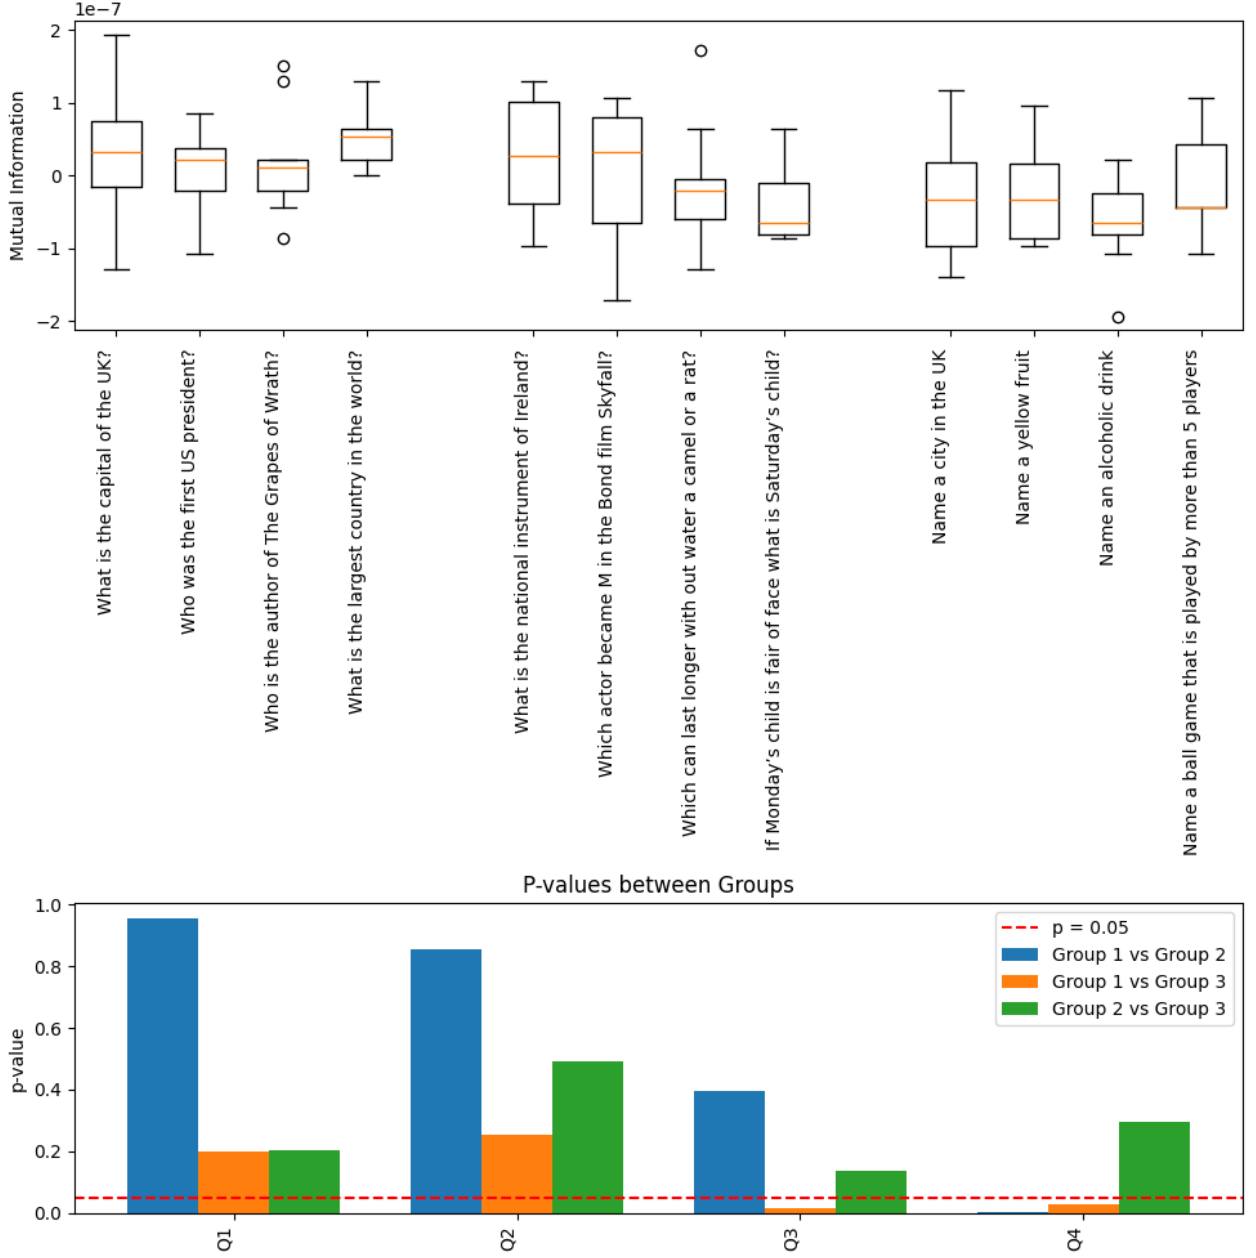 1e−7
2
1
0
−1
−2
Mutual Information
What is the capital of the UK?
Who was the first US president?
Who is the author of The Grapes of Wrath?
What is the largest country in the world?
What is the national instrument of Ireland?
Which actor became M in the Bond film Skyfall?
Which can last longer with out water a camel or a rat?
If Monday’s child is fair of face what is Saturday’s child?
Name a city in the UK
Name a yellow fruit
Name an alcoholic drink
Name a ball game that is played by more than 5 players
P-values between Groups
1.0
0.8
0.6
0.4
0.2
0.0
p-value
p = 0.05
Group 1 vs Group 2
Group 1 vs Group 3
Group 2 vs Group 3
Q1
Q2
Q3
Q4